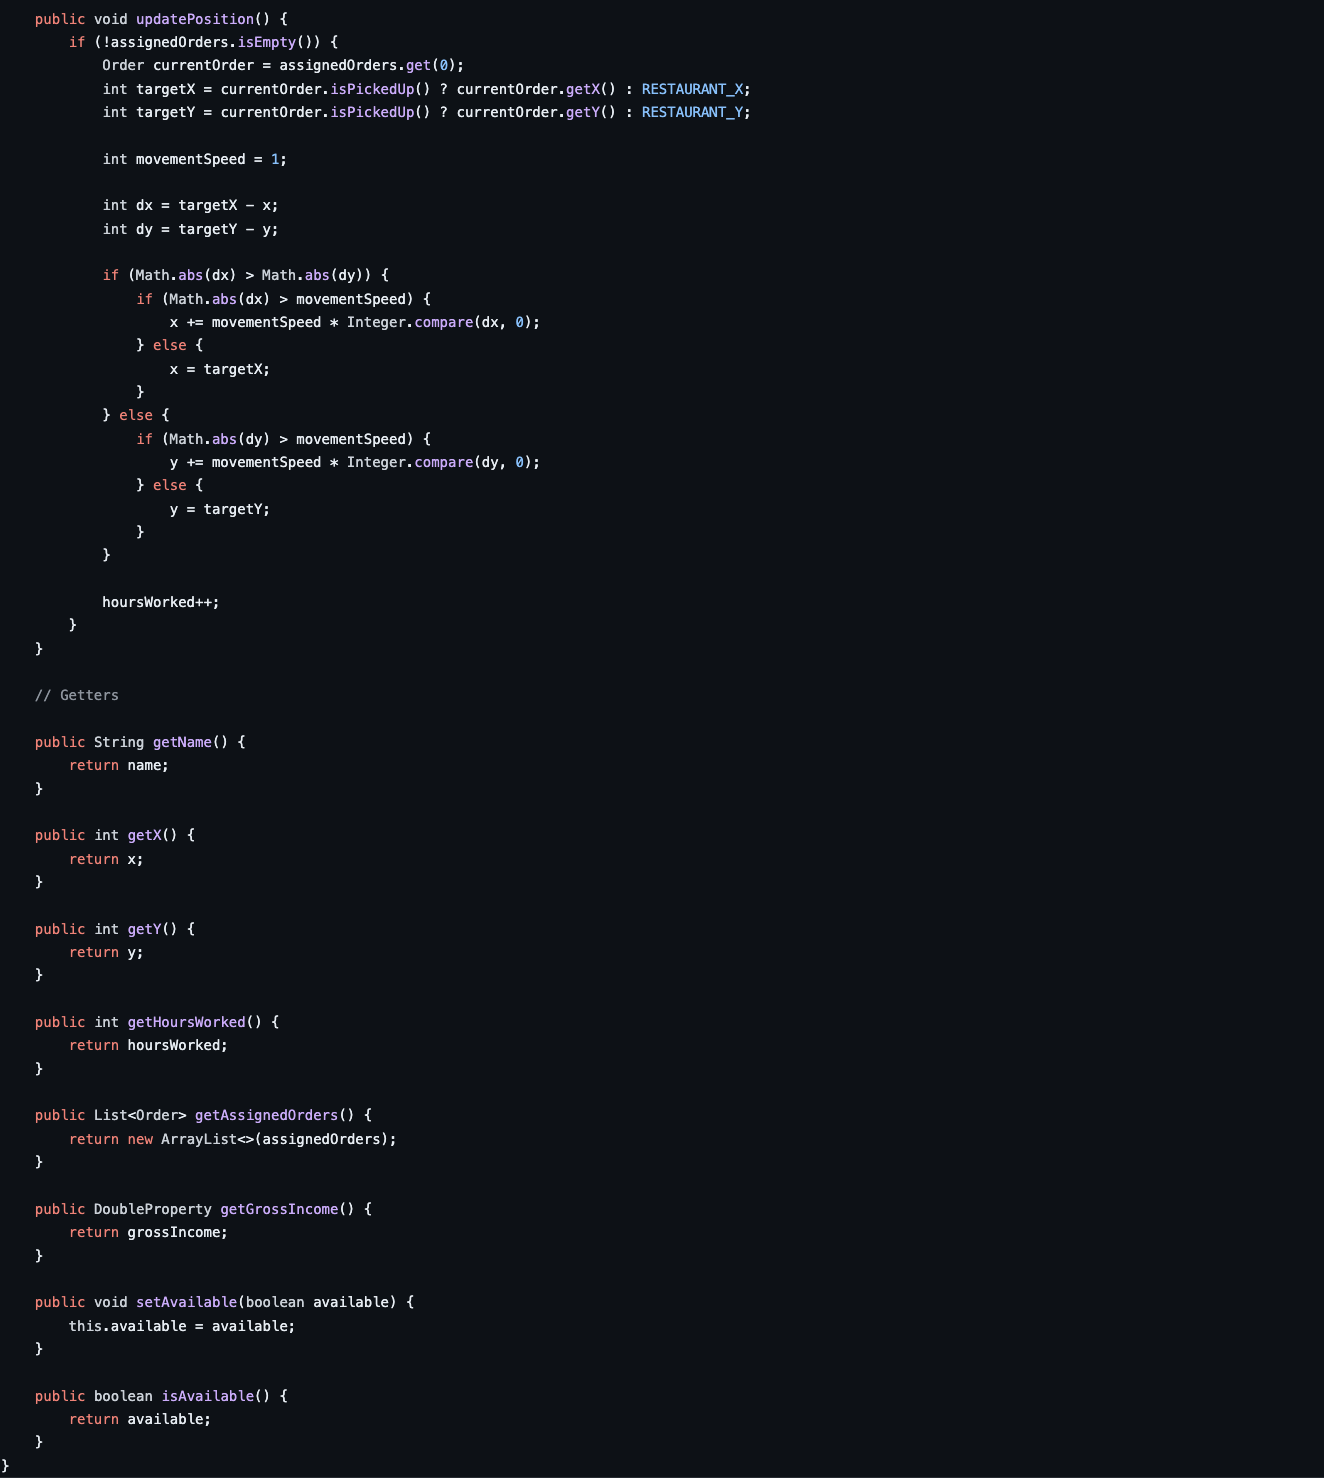 public void updatePosition() {
if (!assignedOrders.isEmpty()) {
Order currentOrder = assignedOrders.get(0);
int targetX = currentOrder.isPickedUp() ? currentOrder.getX() : RESTAURANT_X;
int targetY = currentOrder.isPickedUp() ? currentOrder.getY() : RESTAURANT_Y;
int movementSpeed = 1;
int dx = targetX - x;
int dy = targetY - y;
if (Math.abs(dx) > Math.abs(dy)) {
if (Math.abs(dx) > movementSpeed) {
x += movementSpeed * Integer.compare(dx, 0);
} else {
x = targetX;
}
} else {
if (Math.abs(dy) > movementSpeed) {
y += movementSpeed * Integer.compare(dy, 0);
} else {
y = targetY;
}
}
hoursWorked++;
}
}
// Getters
public String getName() {
return name;
}
public int getX() {
return x;
}
public int getY() {
return y;
}
public int getHoursWorked() {
return hoursWorked;
}
public List<Order> getAssignedOrders() {
return new ArrayList<>(assignedOrders);
}
public DoubleProperty getGrossIncome() {
return grossIncome;
}
public void setAvailable(boolean available) {
this.available = available;
}
public boolean isAvailable() {
return available;
}
}